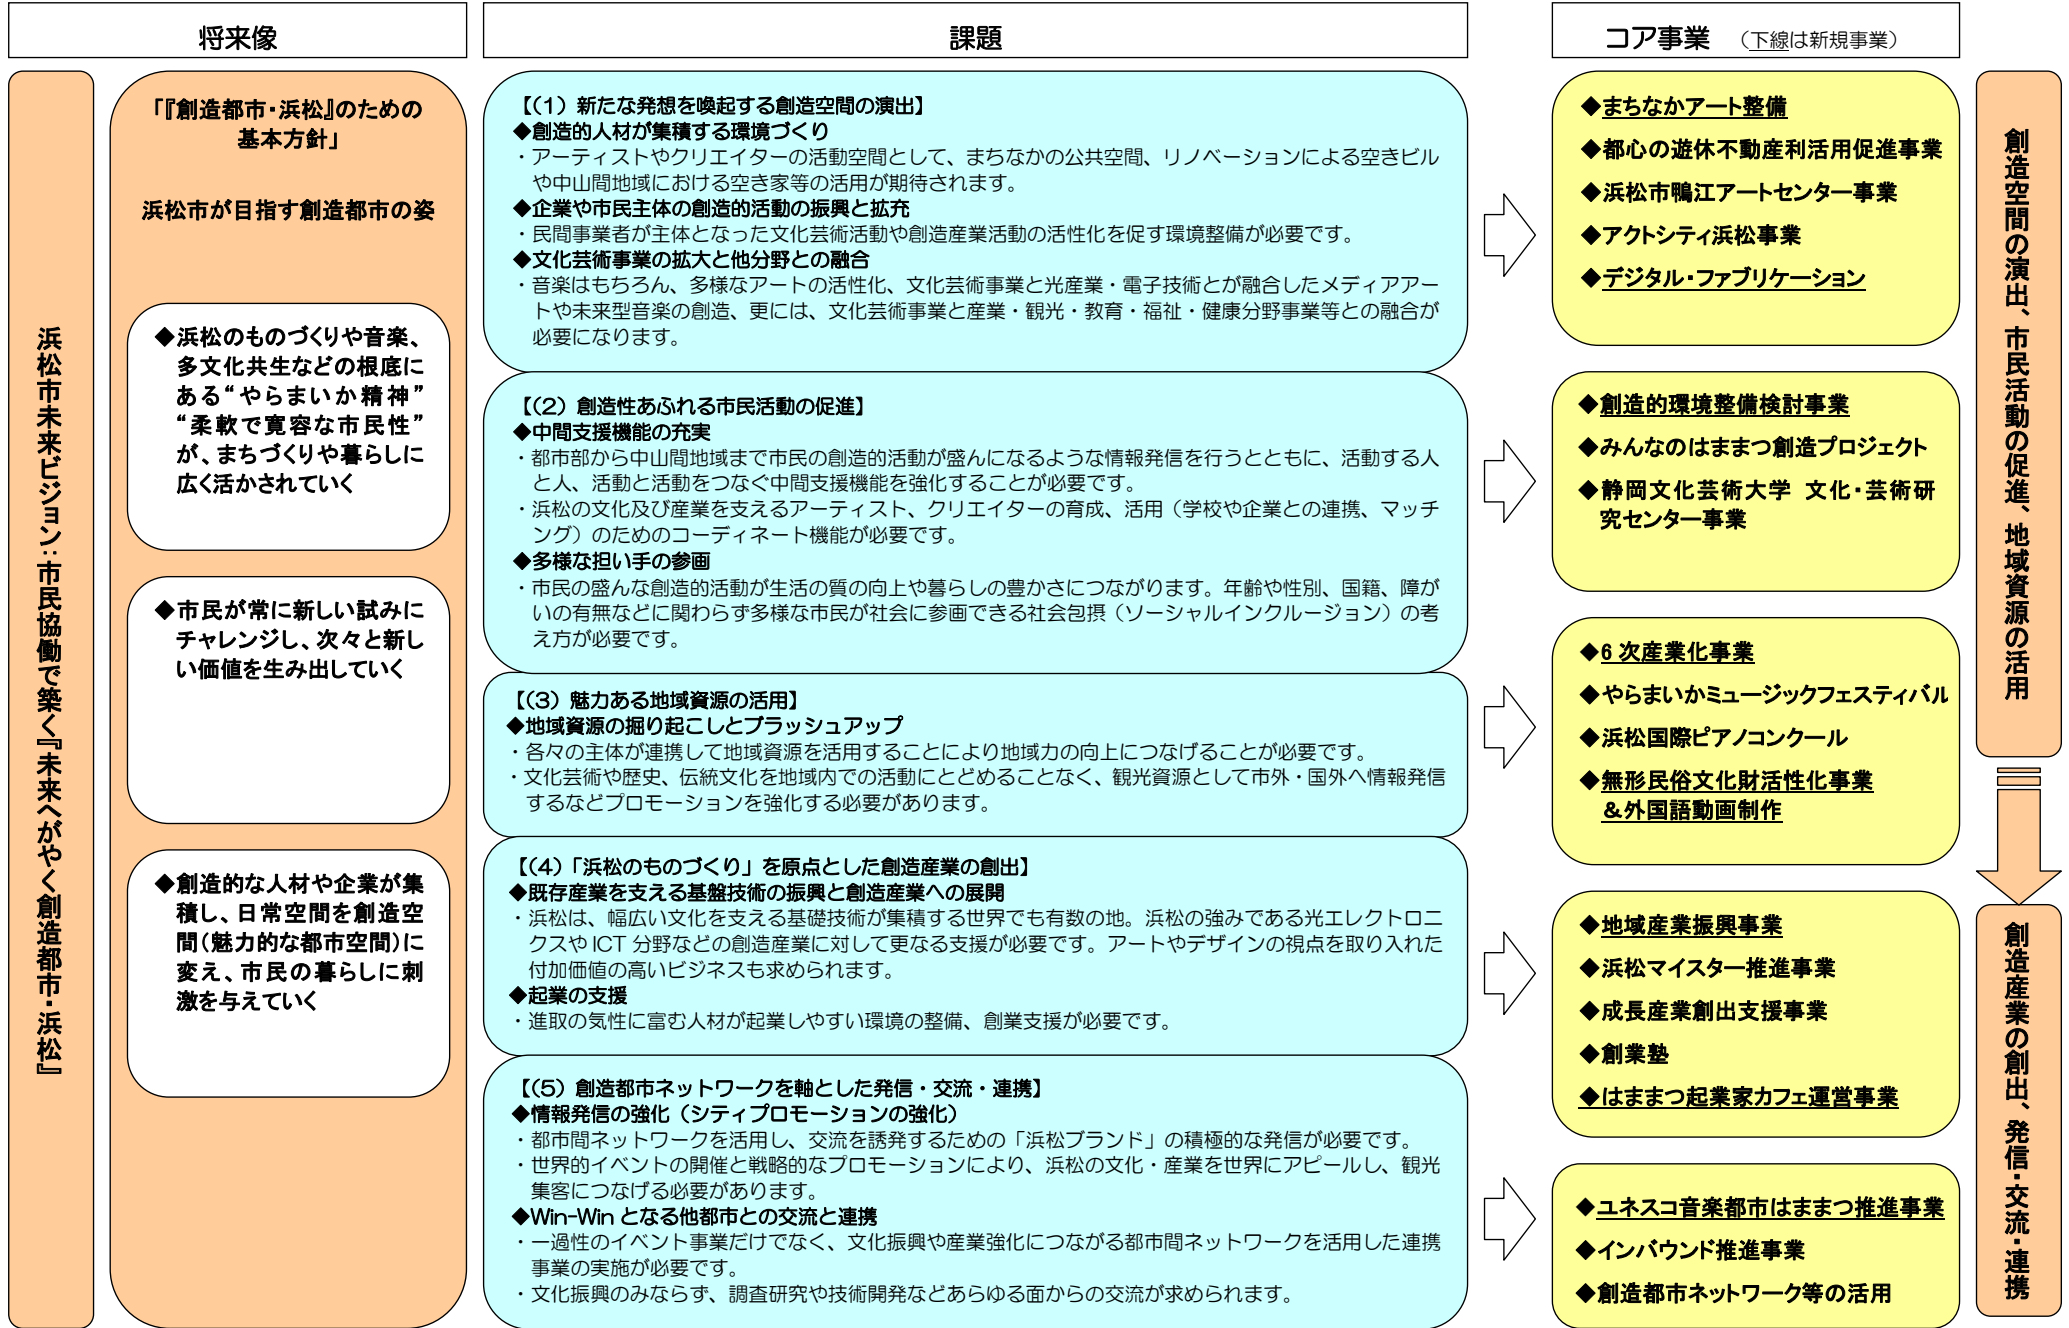 将来像
課題
コア事業 （下線は新規事業）
浜松市未来ビジョン：市民協働で築く『未来へかがやく創造都市・浜松』
「『創造都市・浜松』のための
基本方針」
浜松市が目指す創造都市の姿
◆浜松のものづくりや音楽、
多文化共生などの根底に
ある“やらまいか精神”
“柔軟で寛容な市民性”
が、まちづくりや暮らしに
広く活かされていく
◆市民が常に新しい試みに
チャレンジし、次々と新し
い価値を生み出していく
◆創造的な人材や企業が集
積し、日常空間を創造空
間（魅力的な都市空間）に
変え、市民の暮らしに刺
激を与えていく
【（1）新たな発想を喚起する創造空間の演出】
◆創造的人材が集積する環境づくり
・アーティストやクリエイターの活動空間として、まちなかの公共空間、リノベーションによる空きビル
や中山間地域における空き家等の活用が期待されます。
◆企業や市民主体の創造的活動の振興と拡充
・民間事業者が主体となった文化芸術活動や創造産業活動の活性化を促す環境整備が必要です。
◆文化芸術事業の拡大と他分野との融合
・音楽はもちろん、多様なアートの活性化、文化芸術事業と光産業・電子技術とが融合したメディアアー
トや未来型音楽の創造、更には、文化芸術事業と産業・観光・教育・福祉・健康分野事業等との融合が
必要になります。
【（2）創造性あふれる市民活動の促進】
◆中間支援機能の充実
・都市部から中山間地域まで市民の創造的活動が盛んになるような情報発信を行うとともに、活動する人
と人、活動と活動をつなぐ中間支援機能を強化することが必要です。
・浜松の文化及び産業を支えるアーティスト、クリエイターの育成、活用（学校や企業との連携、マッチ
ング）のためのコーディネート機能が必要です。
◆多様な担い手の参画
・市民の盛んな創造的活動が生活の質の向上や暮らしの豊かさにつながります。年齢や性別、国籍、障が
いの有無などに関わらず多様な市民が社会に参画できる社会包摂（ソーシャルインクルージョン）の考
え方が必要です。
【（3）魅力ある地域資源の活用】
◆地域資源の掘り起こしとブラッシュアップ
・各々の主体が連携して地域資源を活用することにより地域力の向上につなげることが必要です。
・文化芸術や歴史、伝統文化を地域内での活動にとどめることなく、観光資源として市外・国外へ情報発信
するなどプロモーションを強化する必要があります。
【（4）「浜松のものづくり」を原点とした創造産業の創出】
◆既存産業を支える基盤技術の振興と創造産業への展開
・浜松は、幅広い文化を支える基礎技術が集積する世界でも有数の地。浜松の強みである光エレクトロニ
クスや ICT 分野などの創造産業に対して更なる支援が必要です。アートやデザインの視点を取り入れた
付加価値の高いビジネスも求められます。
◆起業の支援
・進取の気性に富む人材が起業しやすい環境の整備、創業支援が必要です。
【（5）創造都市ネットワークを軸とした発信・交流・連携】
◆情報発信の強化（シティプロモーションの強化）
・都市間ネットワークを活用し、交流を誘発するための「浜松ブランド」の積極的な発信が必要です。
・世界的イベントの開催と戦略的なプロモーションにより、浜松の文化・産業を世界にアピールし、観光
集客につなげる必要があります。
◆Win-Win となる他都市との交流と連携
・一過性のイベント事業だけでなく、文化振興や産業強化につながる都市間ネットワークを活用した連携
事業の実施が必要です。
・文化振興のみならず、調査研究や技術開発などあらゆる面からの交流が求められます。
◆まちなかアート整備
◆都心の遊休不動産利活用促進事業
◆浜松市鴨江アートセンター事業
◆アクトシティ浜松事業
◆デジタル・ファブリケーション
◆創造的環境整備検討事業
◆みんなのはままつ創造プロジェクト
◆静岡文化芸術大学 文化・芸術研
究センター事業
◆6 次産業化事業
◆やらまいかミュージックフェスティバル
◆浜松国際ピアノコンクール
◆無形民俗文化財活性化事業
＆外国語動画制作
◆地域産業振興事業
◆浜松マイスター推進事業
◆成長産業創出支援事業
◆創業塾
◆はままつ起業家カフェ運営事業
◆ユネスコ音楽都市はままつ推進事業
◆インバウンド推進事業
◆創造都市ネットワーク等の活用
創造空間の演出、市民活動の促進、地域資源の活用
創造産業の創出、発信・交流・連携